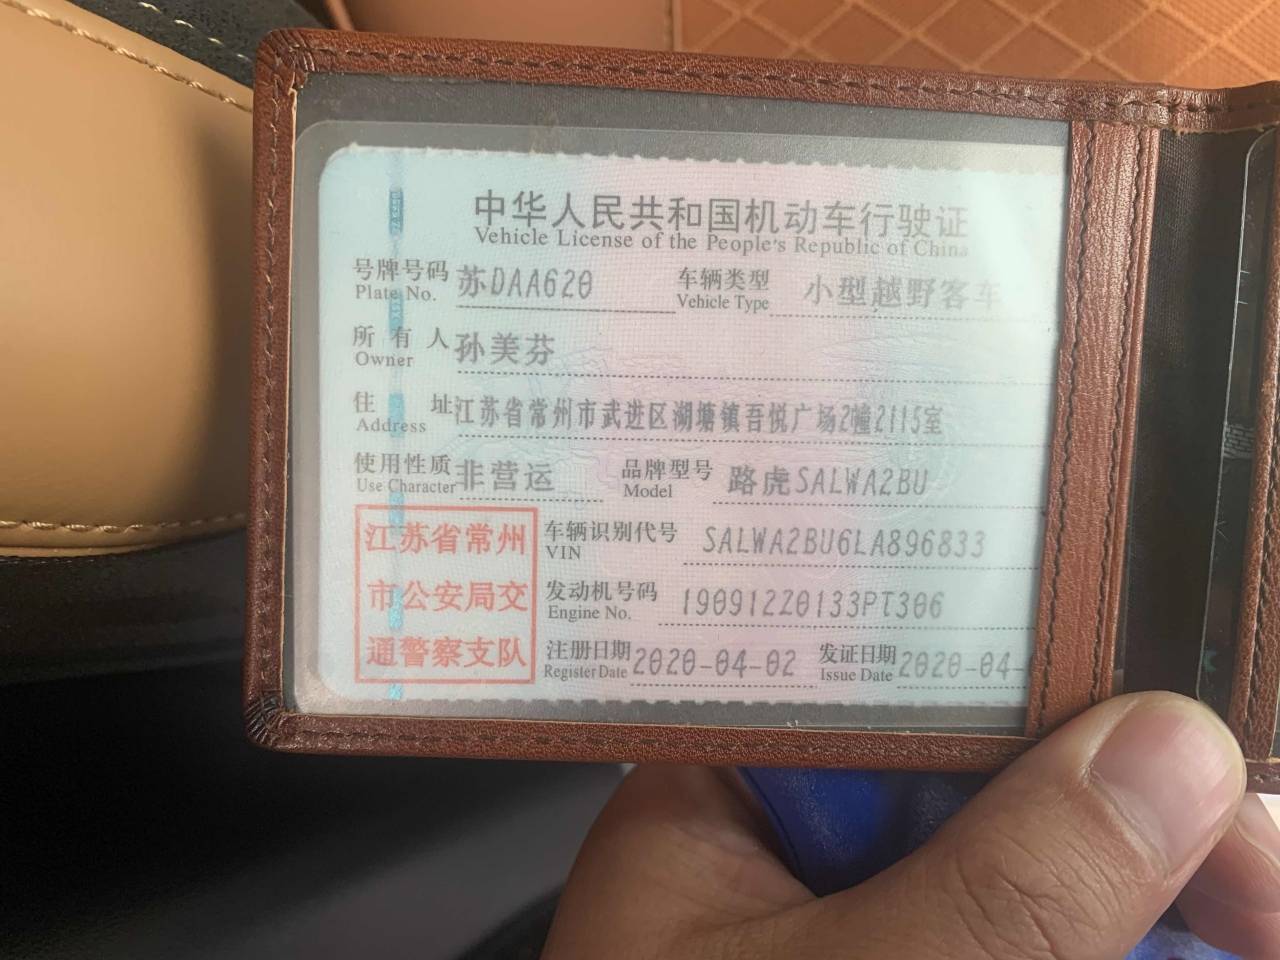 中华人民共和国机动车行驶证
Vehicle License of the People's Republic of China
号牌号码 苏DAA620 车辆类型 小型越野客车
Plate No. Vehicle Type
所有人 孙美芬
Owner
住址 江苏省常州市武进区湖塘镇吾悦广场2幢2115室
Address
使用性质 非营运 品牌型号 路虎SALWA2BU
Use Character Model
江苏省常州
市公安局交
通警察支队
车辆识别代号 SALWA2BU6LA896833
VIN
发动机号码 19091220133PT306
Engine No.
注册日期 2020-04-02 发证日期 2020-04-
Register Date Issue Date